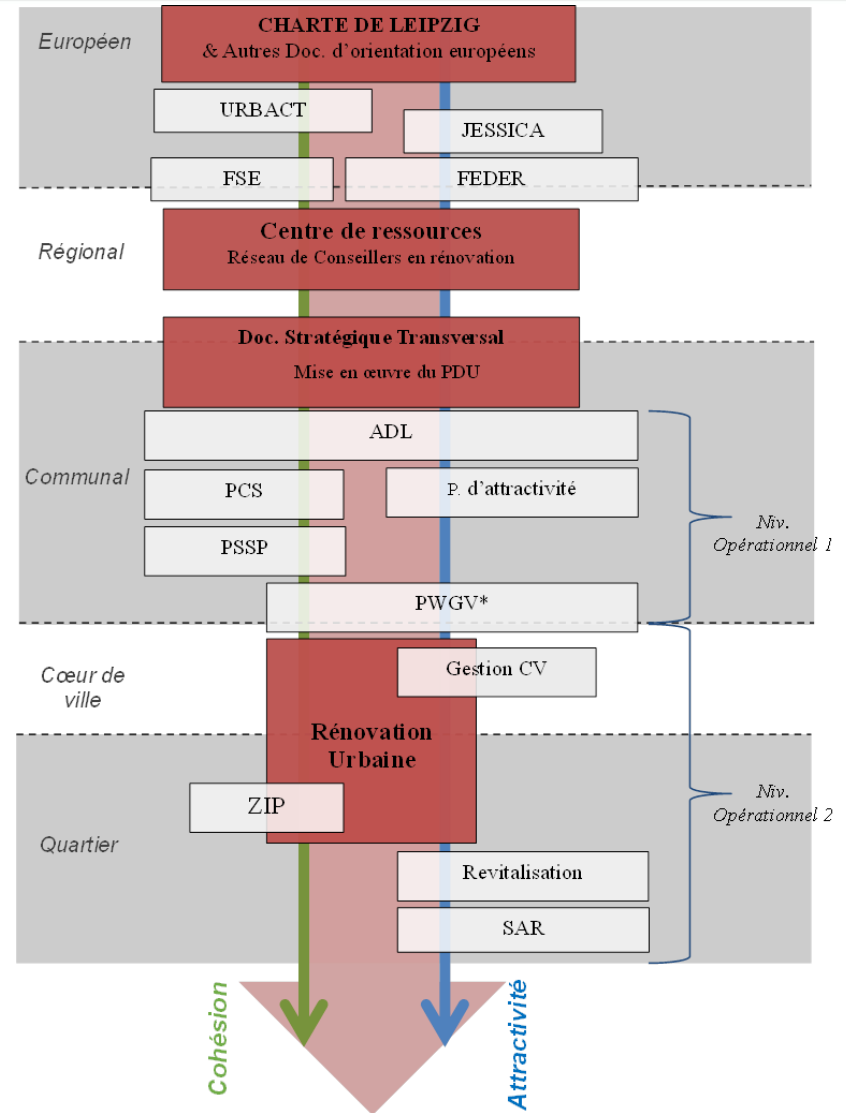 Européen
CHARTE DE LEIPZIG
& Autres Doc. d'orientation européens
URBACT
JESSICA
FSE
FEDER
Régional
Centre de ressources
Réseau de Conseillers en rénovation
Doc. Stratégique Transversal
Mise en œuvre du PDU
Communal
ADL
PCS
P. d'attractivité
PSSP
PWGV*
Niv.
Opérationnel 1
Cœur de
ville
Gestion CV
Rénovation
Urbaine
Quartier
ZIP
Niv.
Opérationnel 2
Revitalisation
SAR
Cohésion
Attractivité